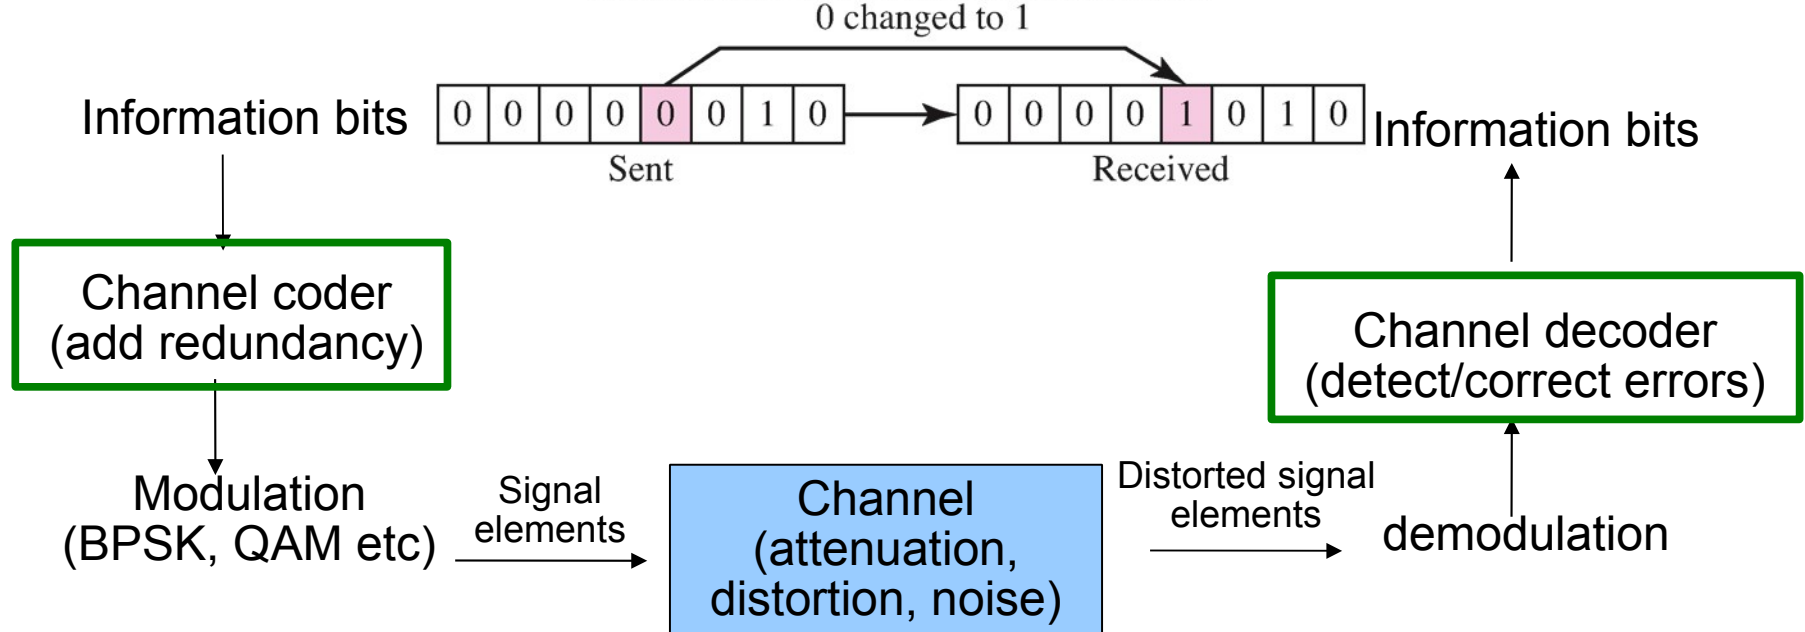 0 changed to 1
Information bits
0 0 0 0 0 0 1 0
0 0 0 0 1 0 1 0
Information bits
Sent
Received
Channel coder
(add redundancy)
Channel decoder
(detect/correct errors)
Modulation
(BPSK, QAM etc)
Signal
elements
Channel
(attenuation,
distortion, noise)
Distorted signal
elements
demodulation